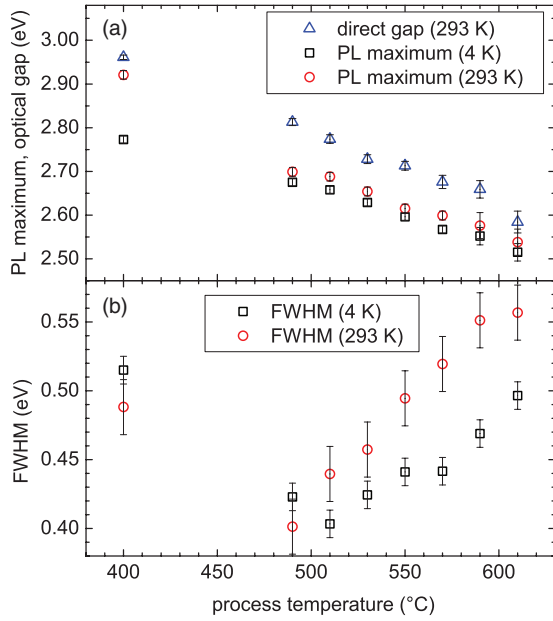 (a)
direct gap (293 K)
PL maximum (4 K)
PL maximum (293 K)
PL maximum, optical gap (eV)
3.00
2.90
2.80
2.70
2.60
2.50
(b)
FWHM (4 K)
FWHM (293 K)
FWHM (eV)
0.55
0.50
0.45
0.40
400
450
500
550
600
process temperature (°C)